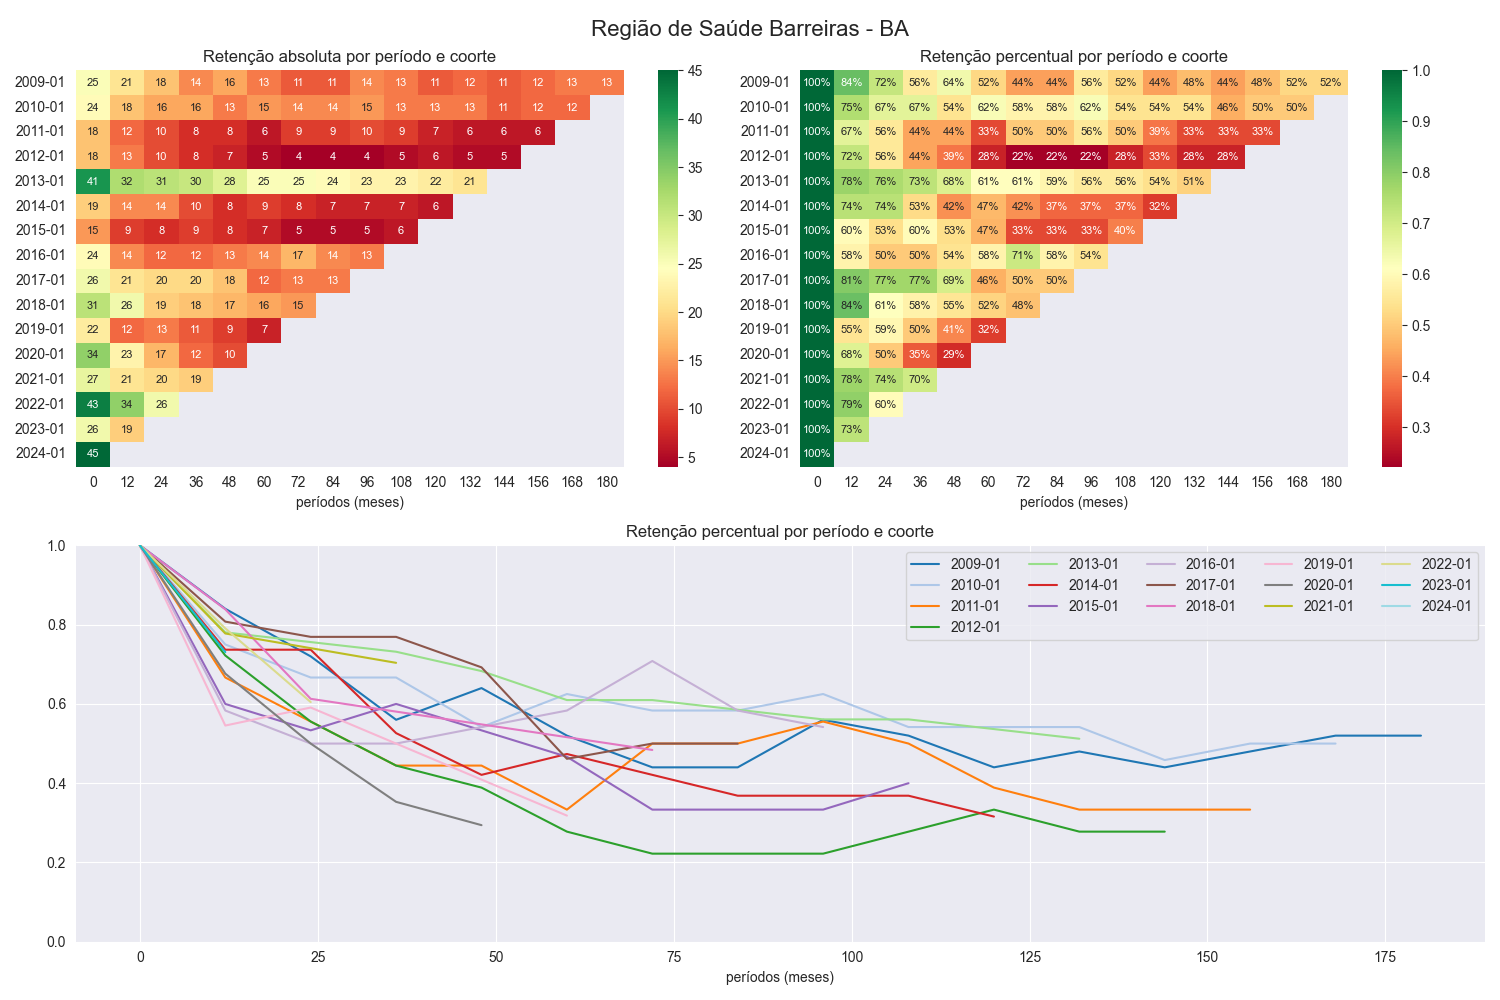 Região de Saúde Barreiras - BA
Retenção absoluta por período e coorte
2009-01 25 21 18 14 16 13 11 11 14 13 11 12 11 12 13 13
2010-01 24 18 16 16 13 15 14 14 15 13 13 13 11 12 12
2011-01 18 12 10 8 8 6 9 9 10 9 7 6 6 6
2012-01 18 13 10 8 7 5 4 4 4 5 6 5 5
2013-01 41 32 31 30 28 25 25 24 23 23 22 21
2014-01 19 14 14 10 8 9 8 7 7 7 6
2015-01 15 9 8 9 8 7 5 5 5 6
2016-01 24 14 12 12 13 14 17 14 13
2017-01 26 21 20 20 18 12 13 13
2018-01 31 26 19 18 17 16 15
2019-01 22 12 13 11 9 7
2020-01 34 23 17 12 10
2021-01 27 21 20 19
2022-01 43 34 26
2023-01 26 19
2024-01 45
0 12 24 36 48 60 72 84 96 108 120 132 144 156 168 180
períodos (meses)
45
40
35
30
25
20
15
10
5
Retenção percentual por período e coorte
2009-01 100% 84% 72% 56% 64% 52% 44% 44% 56% 52% 44% 48% 44% 48% 52% 52%
2010-01 100% 75% 67% 67% 54% 62% 58% 58% 62% 54% 54% 54% 46% 50% 50%
2011-01 100% 67% 56% 44% 44% 33% 50% 50% 56% 50% 39% 33% 33% 33%
2012-01 100% 72% 56% 44% 39% 28% 22% 22% 22% 28% 33% 28% 28%
2013-01 100% 78% 76% 73% 68% 61% 61% 59% 56% 56% 54% 51%
2014-01 100% 74% 74% 53% 42% 47% 42% 37% 37% 37% 32%
2015-01 100% 60% 53% 60% 53% 47% 33% 33% 33% 40%
2016-01 100% 58% 50% 50% 54% 58% 71% 58% 54%
2017-01 100% 81% 77% 77% 69% 46% 50% 50%
2018-01 100% 84% 61% 58% 55% 52% 48%
2019-01 100% 55% 59% 50% 41% 32%
2020-01 100% 68% 50% 35% 29%
2021-01 100% 78% 74% 70%
2022-01 100% 79% 60%
2023-01 100% 73%
2024-01 100%
0 12 24 36 48 60 72 84 96 108 120 132 144 156 168 180
períodos (meses)
1.0
0.9
0.8
0.7
0.6
0.5
0.4
0.3
Retenção percentual por período e coorte
1.0
0.8
0.6
0.4
0.2
0.0
2009-01 2013-01 2016-01 2019-01 2022-01
2010-01 2014-01 2017-01 2020-01 2023-01
2011-01 2015-01 2018-01 2021-01 2024-01
2012-01
0 25 50 75 100 125 150 175
períodos (meses)